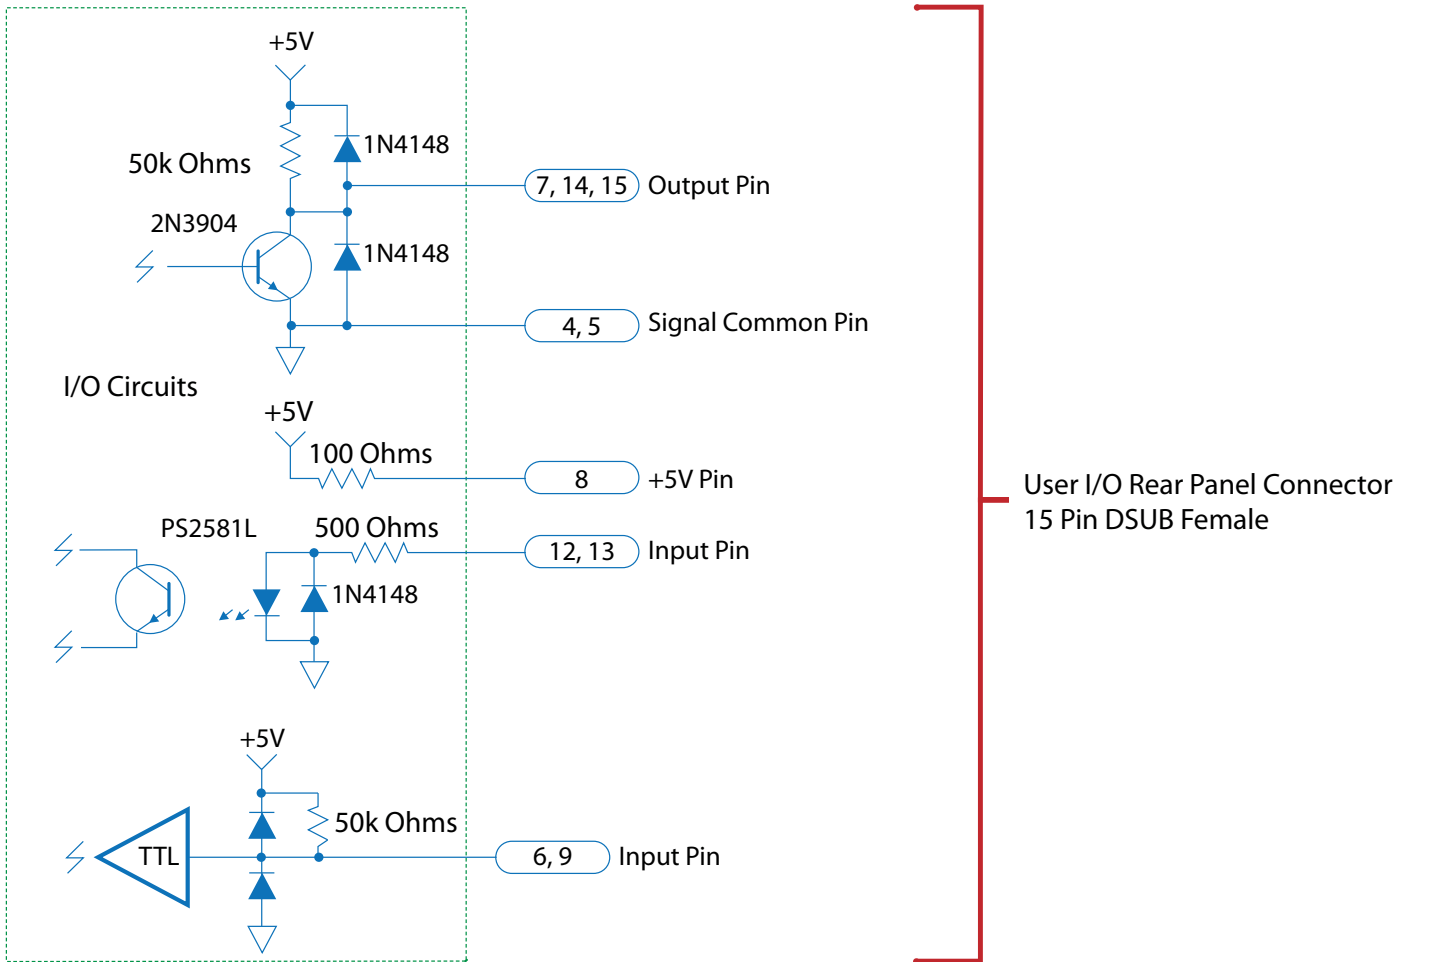 +5V
1N4148
50k Ohms
7, 14, 15 Output Pin
2N3904
1N4148
4, 5 Signal Common Pin
I/O Circuits
+5V
100 Ohms
8 +5V Pin
User I/O Rear Panel Connector
15 Pin DSUB Female
PS2581L
500 Ohms
12, 13 Input Pin
1N4148
+5V
50k Ohms
TTL
6, 9 Input Pin